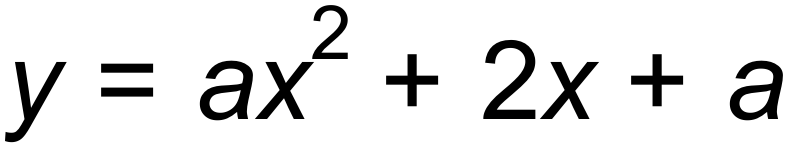 y = ax² + 2x + a